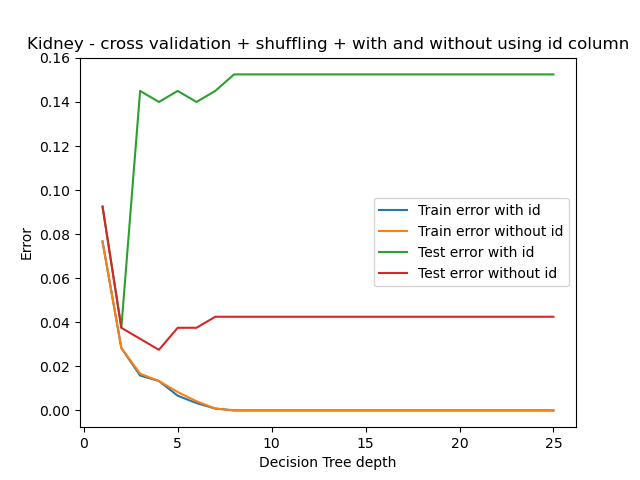 Kidney - cross validation + shuffling + with and without using id column
0.16
0.14
0.12
0.10
0.08
0.06
0.04
0.02
0.00
Error
Train error with id
Train error without id
Test error with id
Test error without id
0 5 10 15 20 25
Decision Tree depth